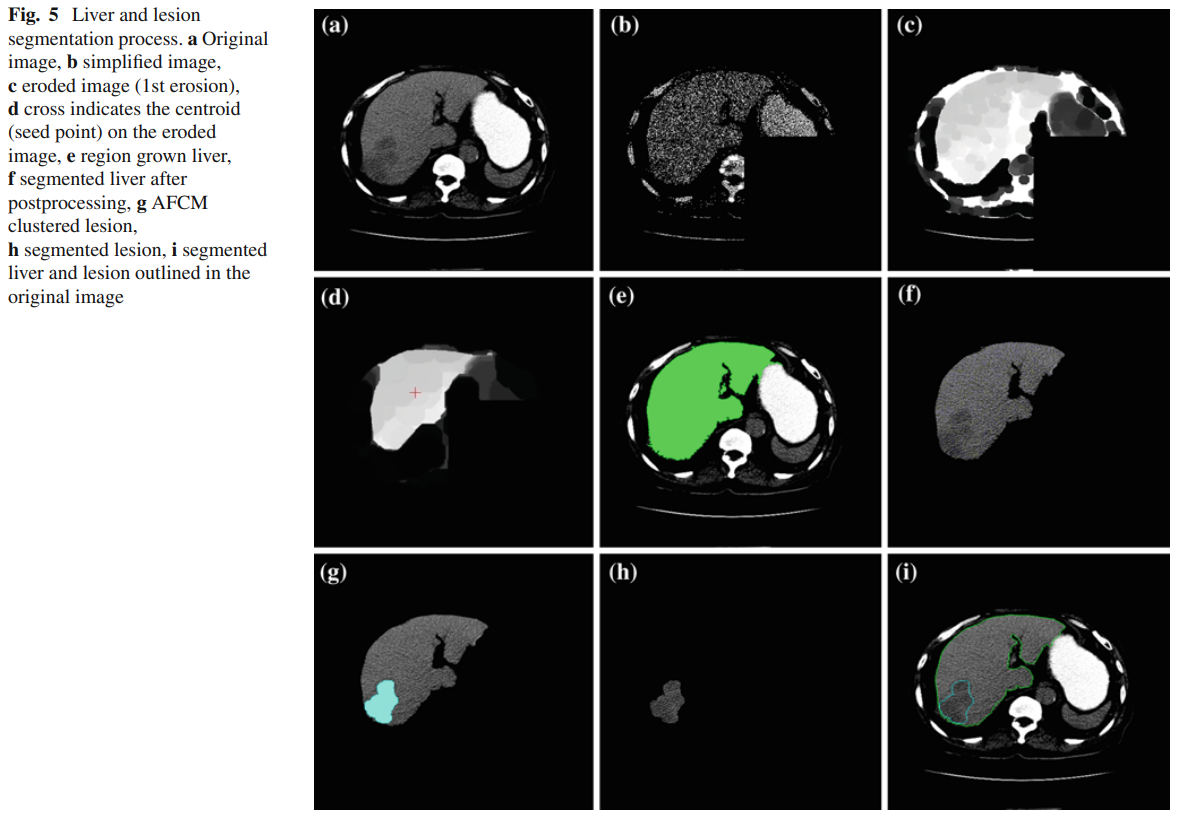 Fig. 5 Liver and lesion
segmentation process. a Original
image, b simplified image,
c eroded image (1st erosion),
d cross indicates the centroid
(seed point) on the eroded
image, e region grown liver,
f segmented liver after
postprocessing, g AFCM
clustered lesion,
h segmented lesion, i segmented
liver and lesion outlined in the
original image
(a)
(b)
(c)
(d)
(e)
(f)
(g)
(h)
(i)